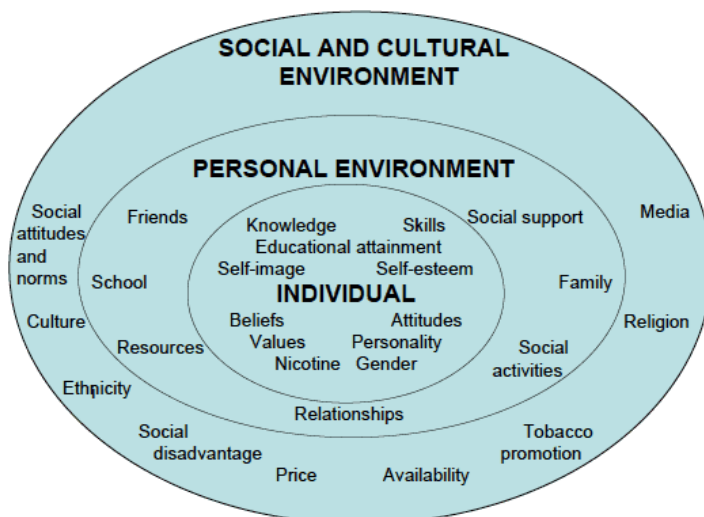 SOCIAL AND CULTURAL
ENVIRONMENT
PERSONAL ENVIRONMENT
Social
attitudes
and
norms
Friends
Knowledge
Skills
Social support
Media
Educational attainment
Self-image
Self-esteem
School
Family
INDIVIDUAL
Culture
Beliefs
Attitudes
Religion
Resources
Values
Personality
Social
activities
Nicotine
Gender
Ethnicity
Relationships
Social
disadvantage
Tobacco
promotion
Price
Availability